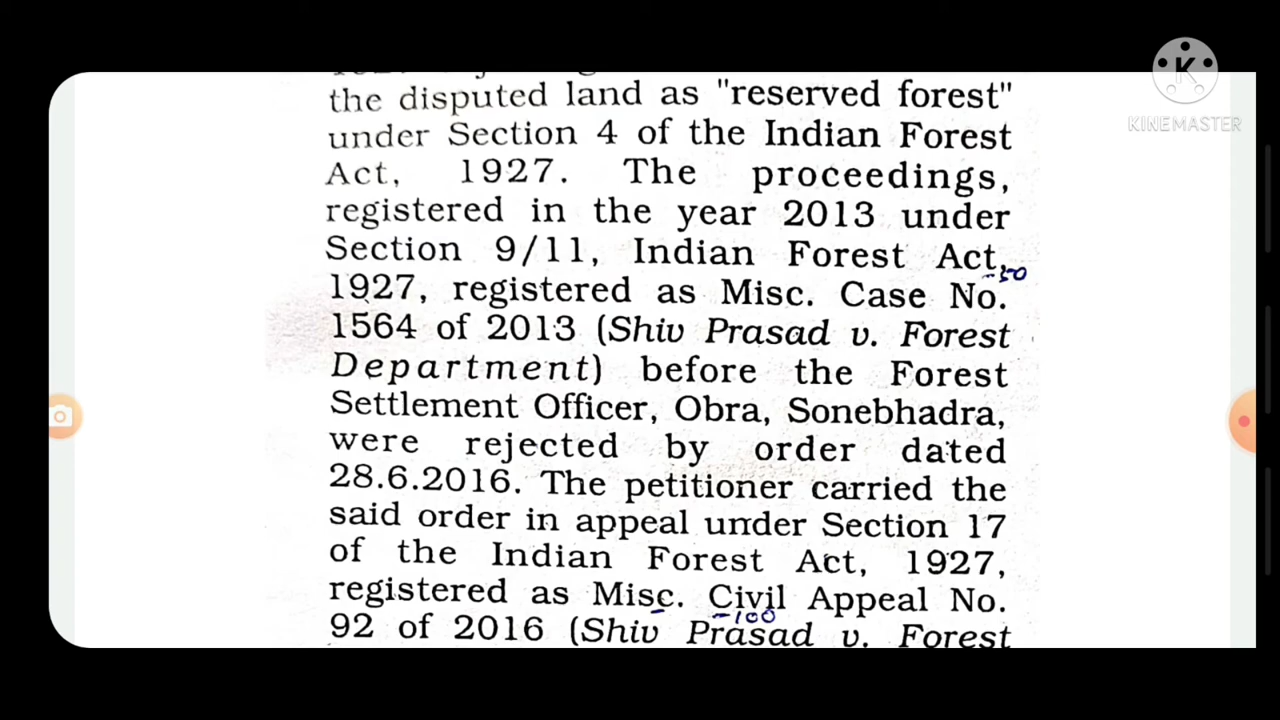 the disputed land as "reserved forest"
under Section 4 of the Indian Forest
Act, 1927. The proceedings,
registered in the year 2013 under
Section 9/11, Indian Forest Act,
-50
1927, registered as Misc. Case No.
1564 of 2013 (Shiv Prasad v. Forest
Department) before the Forest
Settlement Officer, Obra, Sonebhadra,
were rejected by order dated
28.6.2016. The petitioner carried the
said order in appeal under Section 17
of the Indian Forest Act, 1927,
registered as Misc. Civil Appeal No.
-100
92 of 2016 (Shiv Prasad v. Forest
K
KINEMASTER